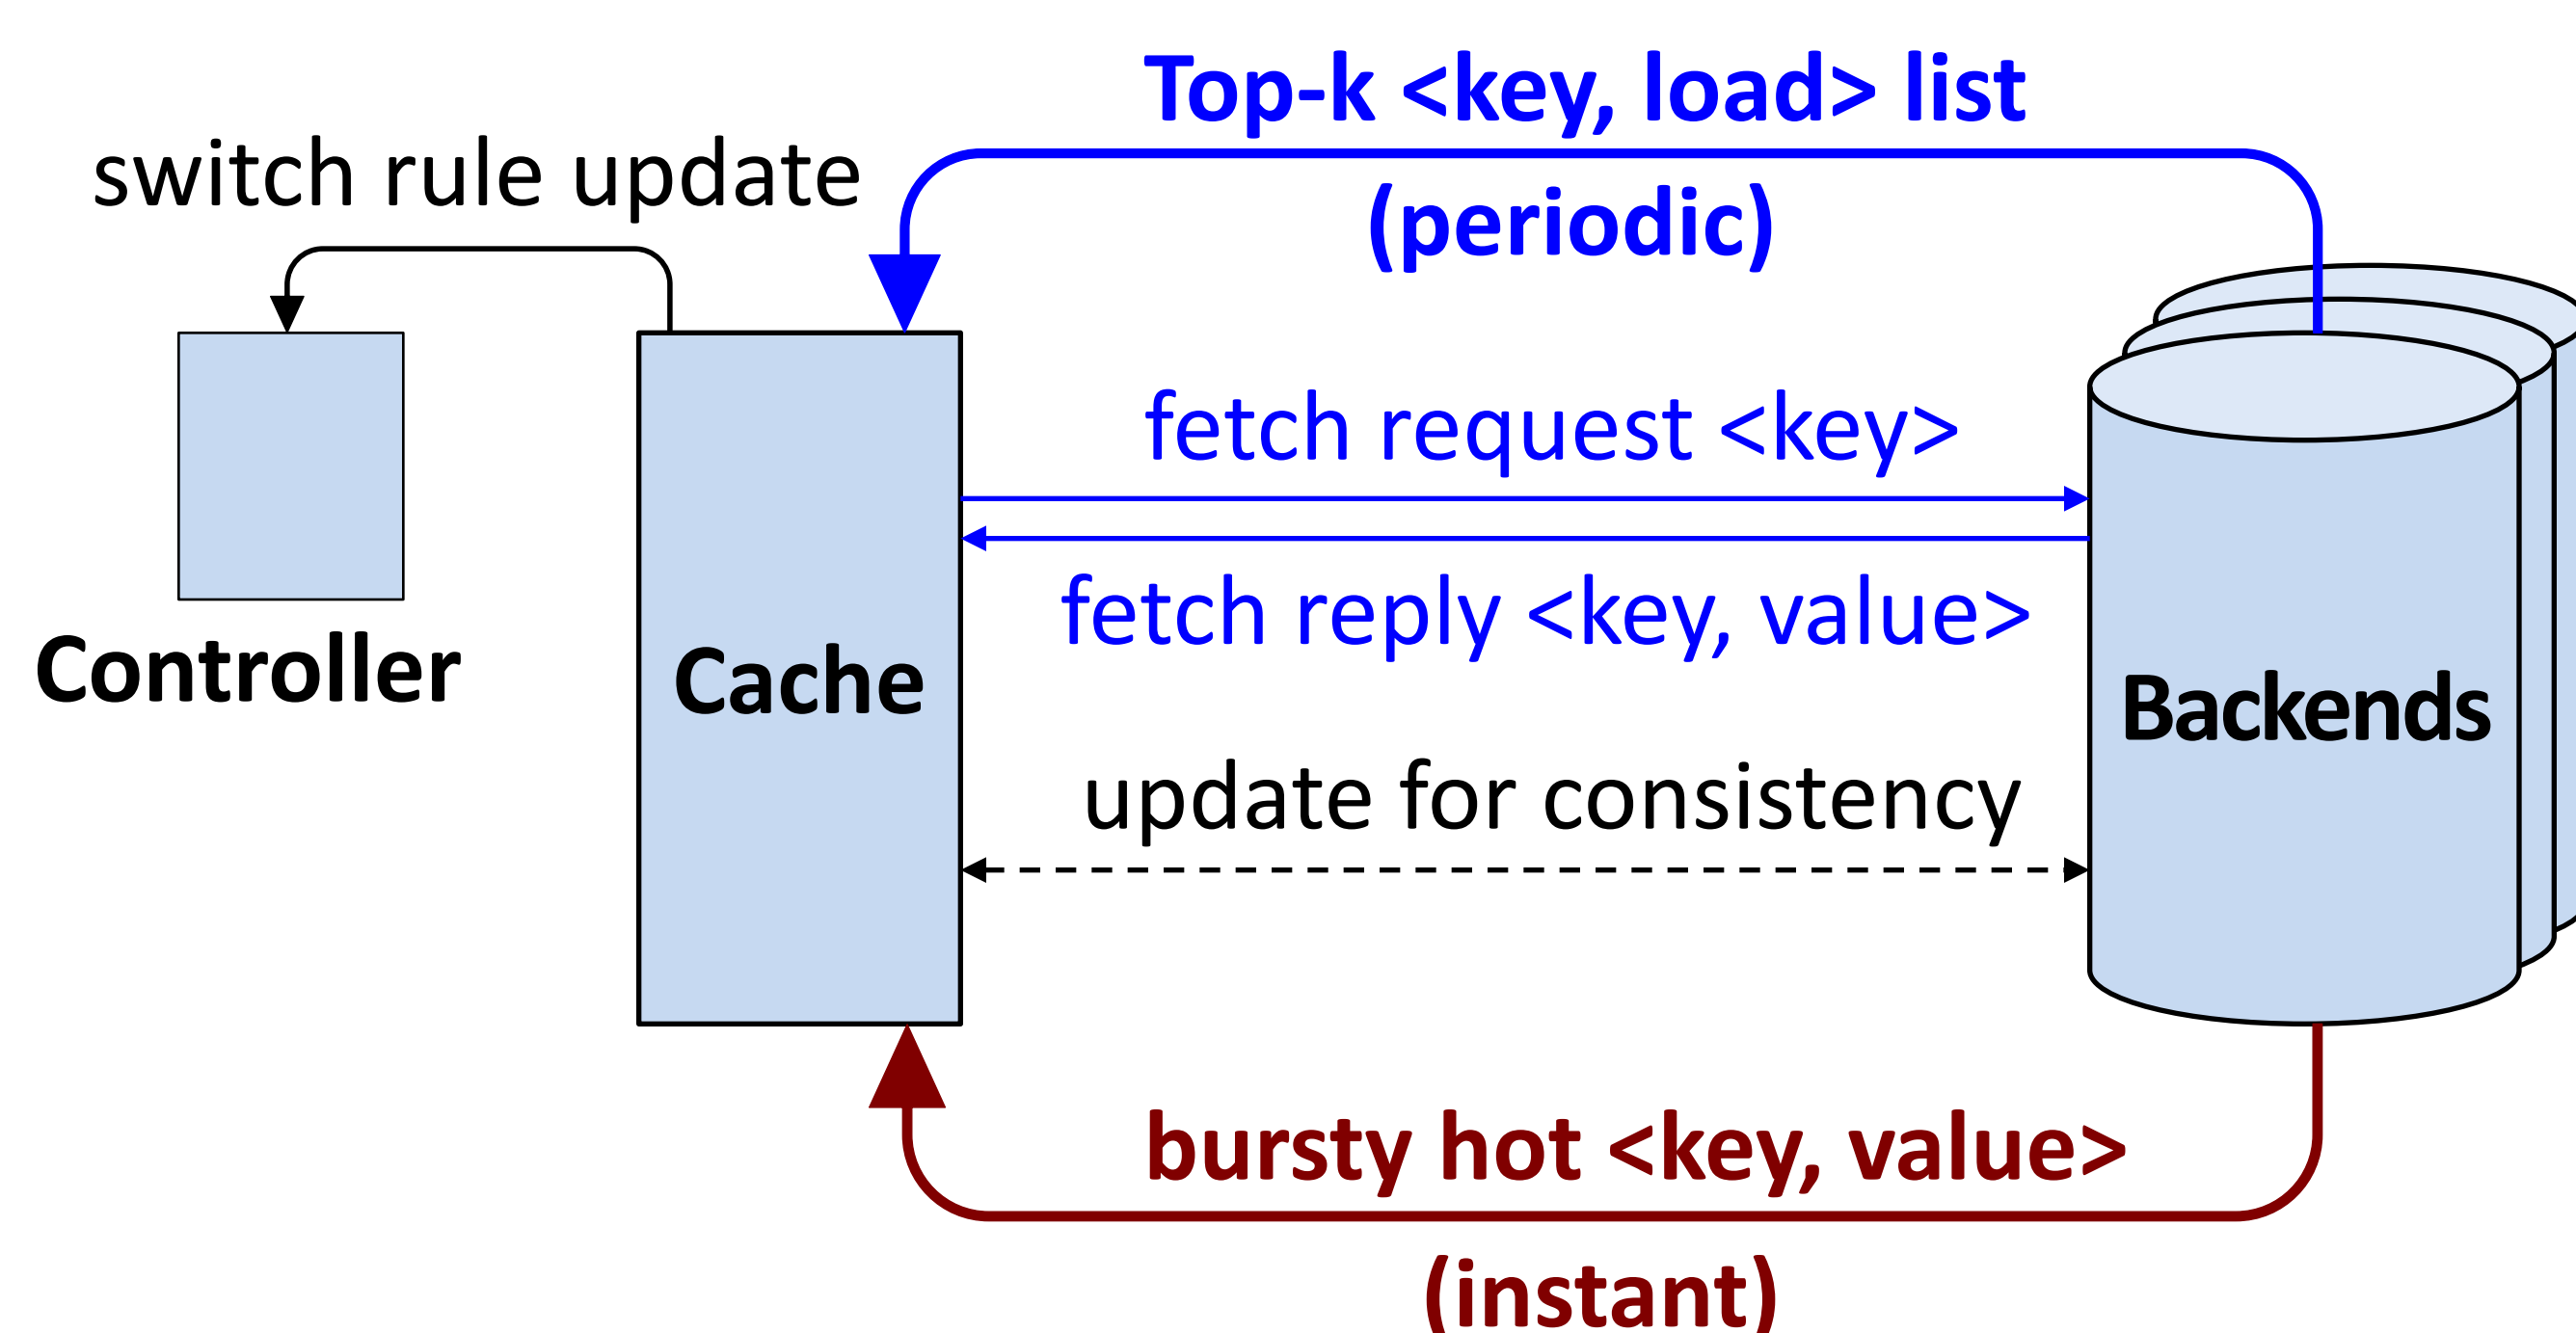 Top-k <key, load> list
(periodic)
switch rule update
fetch request <key>
fetch reply <key, value>
Controller
Cache
Backends
update for consistency
bursty hot <key, value>
(instant)